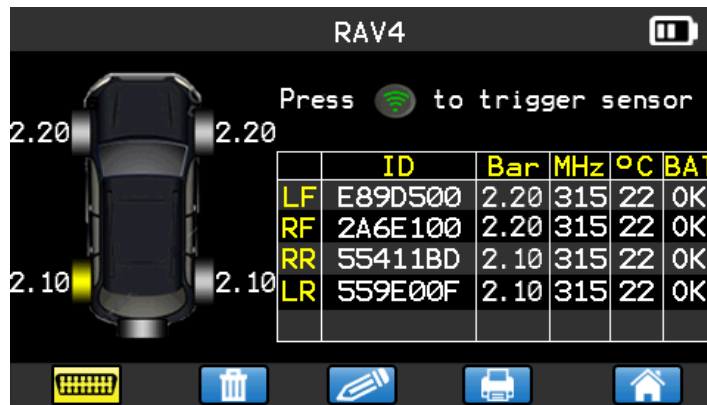 RAV4
Press to trigger sensor
2.20 2.20
ID Bar MHz ºC BAT
LF E89D500 2.20 315 22 OK
RF 2A6E100 2.20 315 22 OK
RR 55411BD 2.10 315 22 OK
2.10 2.10
LR 559E00F 2.10 315 22 OK